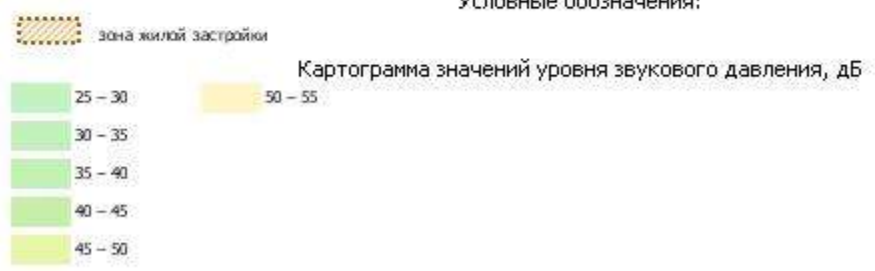 Условные обозначения:
зона жилой застройки
Картограмма значений уровня звукового давления, дБ
25 – 30
50 – 55
30 – 35
35 – 40
40 – 45
45 – 50